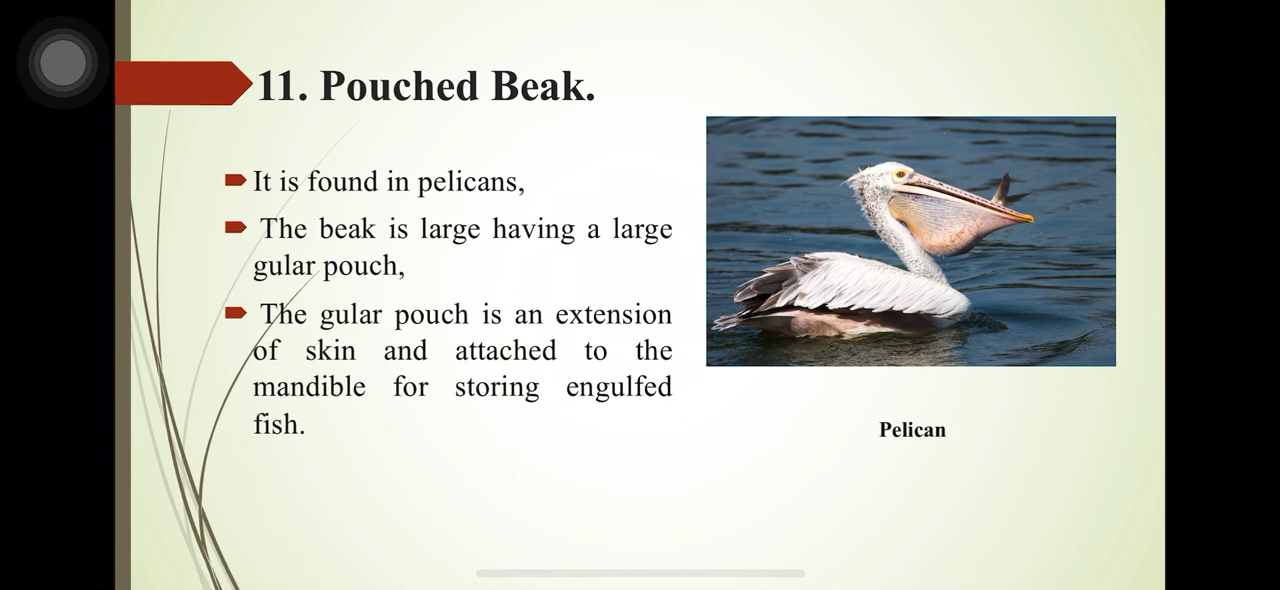 11. Pouched Beak.
It is found in pelicans,
The beak is large having a large
gular pouch,
The gular pouch is an extension
of skin and attached to the
mandible for storing engulfed
fish.
Pelican